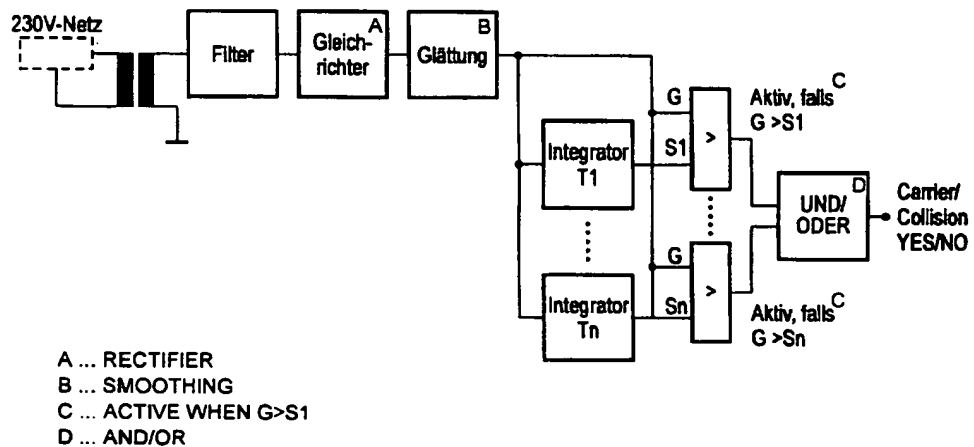 230V-Netz
Filter
A
Gleich-
richter
B
Glättung
G
C
Aktiv, falls
G >S1
>
S1
Integrator
T1
D
UND/
ODER
Carrier/
Collision
YES/NO
G
>
Sn
Integrator
Tn
C
Aktiv, falls
G >Sn
A ... RECTIFIER
B ... SMOOTHING
C ... ACTIVE WHEN G>S1
D ... AND/OR